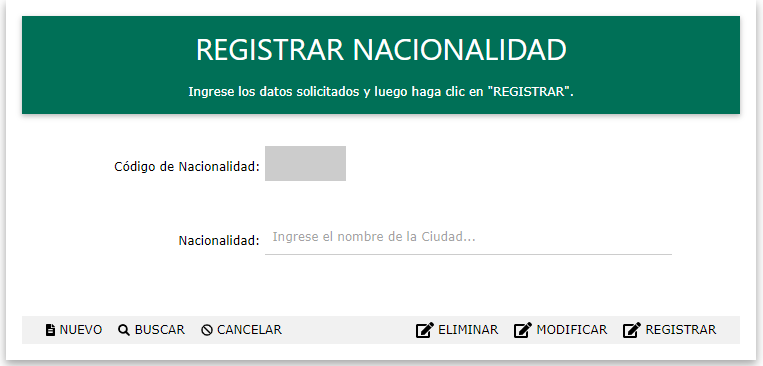 REGISTRAR NACIONALIDAD
Ingrese los datos solicitados y luego haga clic en "REGISTRAR".
Código de Nacionalidad:
Nacionalidad: Ingrese el nombre de la Ciudad...
NUEVO BUSCAR CANCELAR ELIMINAR MODIFICAR REGISTRAR